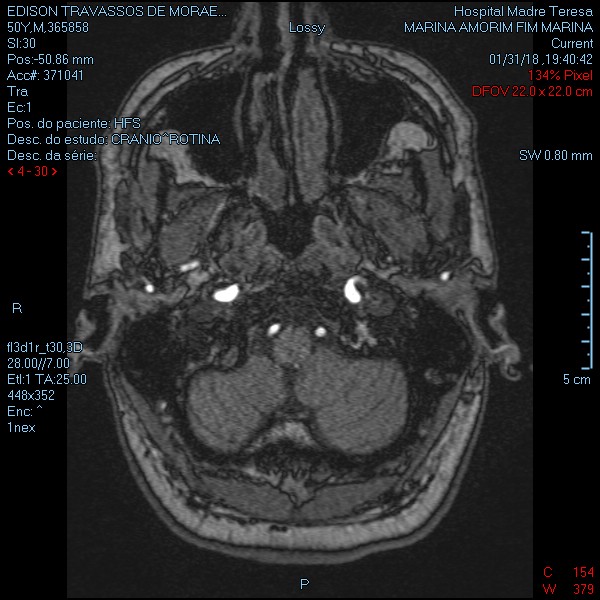 EDISON TRAVASSOS DE MORAE...
50Y,M,365858
Sl:30
Pos:-50.86 mm
Acc#: 371041
Tra
Ec:1
Pos. do paciente: HFS
Desc. do estudo: CRANIO^ROTINA
Desc. da série:
< 4 - 30 >
Lossy
Hospital Madre Teresa
MARINA AMORIM FIM MARINA
Current
01/31/18 ,19:40:42
134% Pixel
DFOV 22.0 x 22.0 cm
SW 0.80 mm
R
fl3d1r_t30,3D
28.00//7.00
Etl:1 TA:25.00
448x352
Enc: ^
1nex
5 cm
P
C 154
W 379